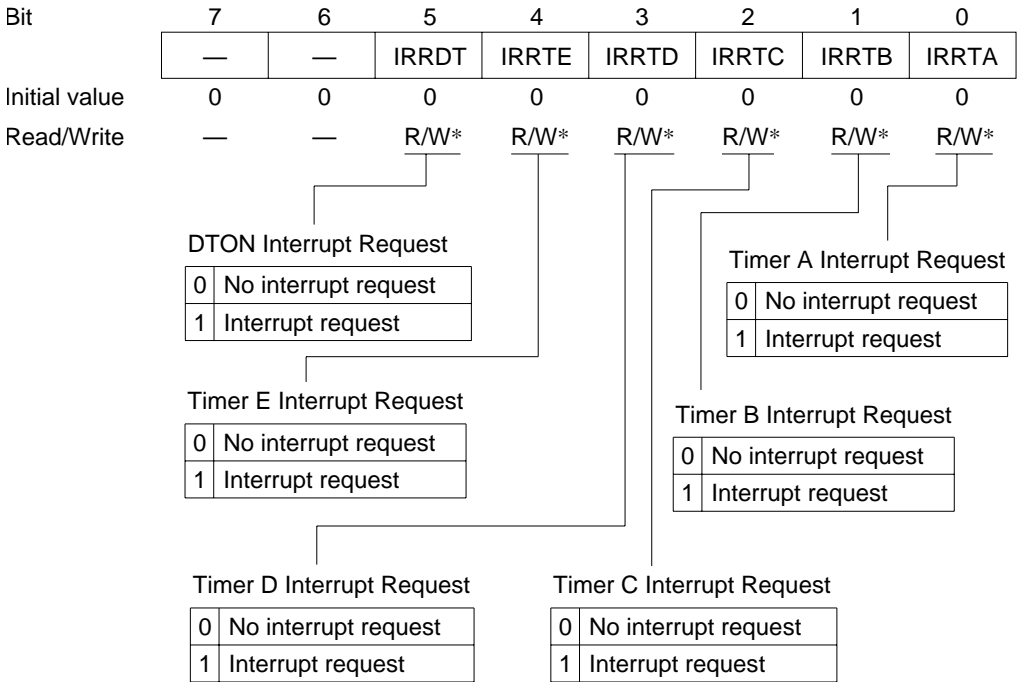 Bit 7 6 5 4 3 2 1 0
— — IRRDT IRRTE IRRTD IRRTC IRRTB IRRTA
Initial value 0 0 0 0 0 0 0 0
Read/Write — — R/W* R/W* R/W* R/W* R/W* R/W*
DTON Interrupt Request
0 No interrupt request
1 Interrupt request
Timer A Interrupt Request
0 No interrupt request
1 Interrupt request
Timer E Interrupt Request
0 No interrupt request
1 Interrupt request
Timer B Interrupt Request
0 No interrupt request
1 Interrupt request
Timer D Interrupt Request
0 No interrupt request
1 Interrupt request
Timer C Interrupt Request
0 No interrupt request
1 Interrupt request